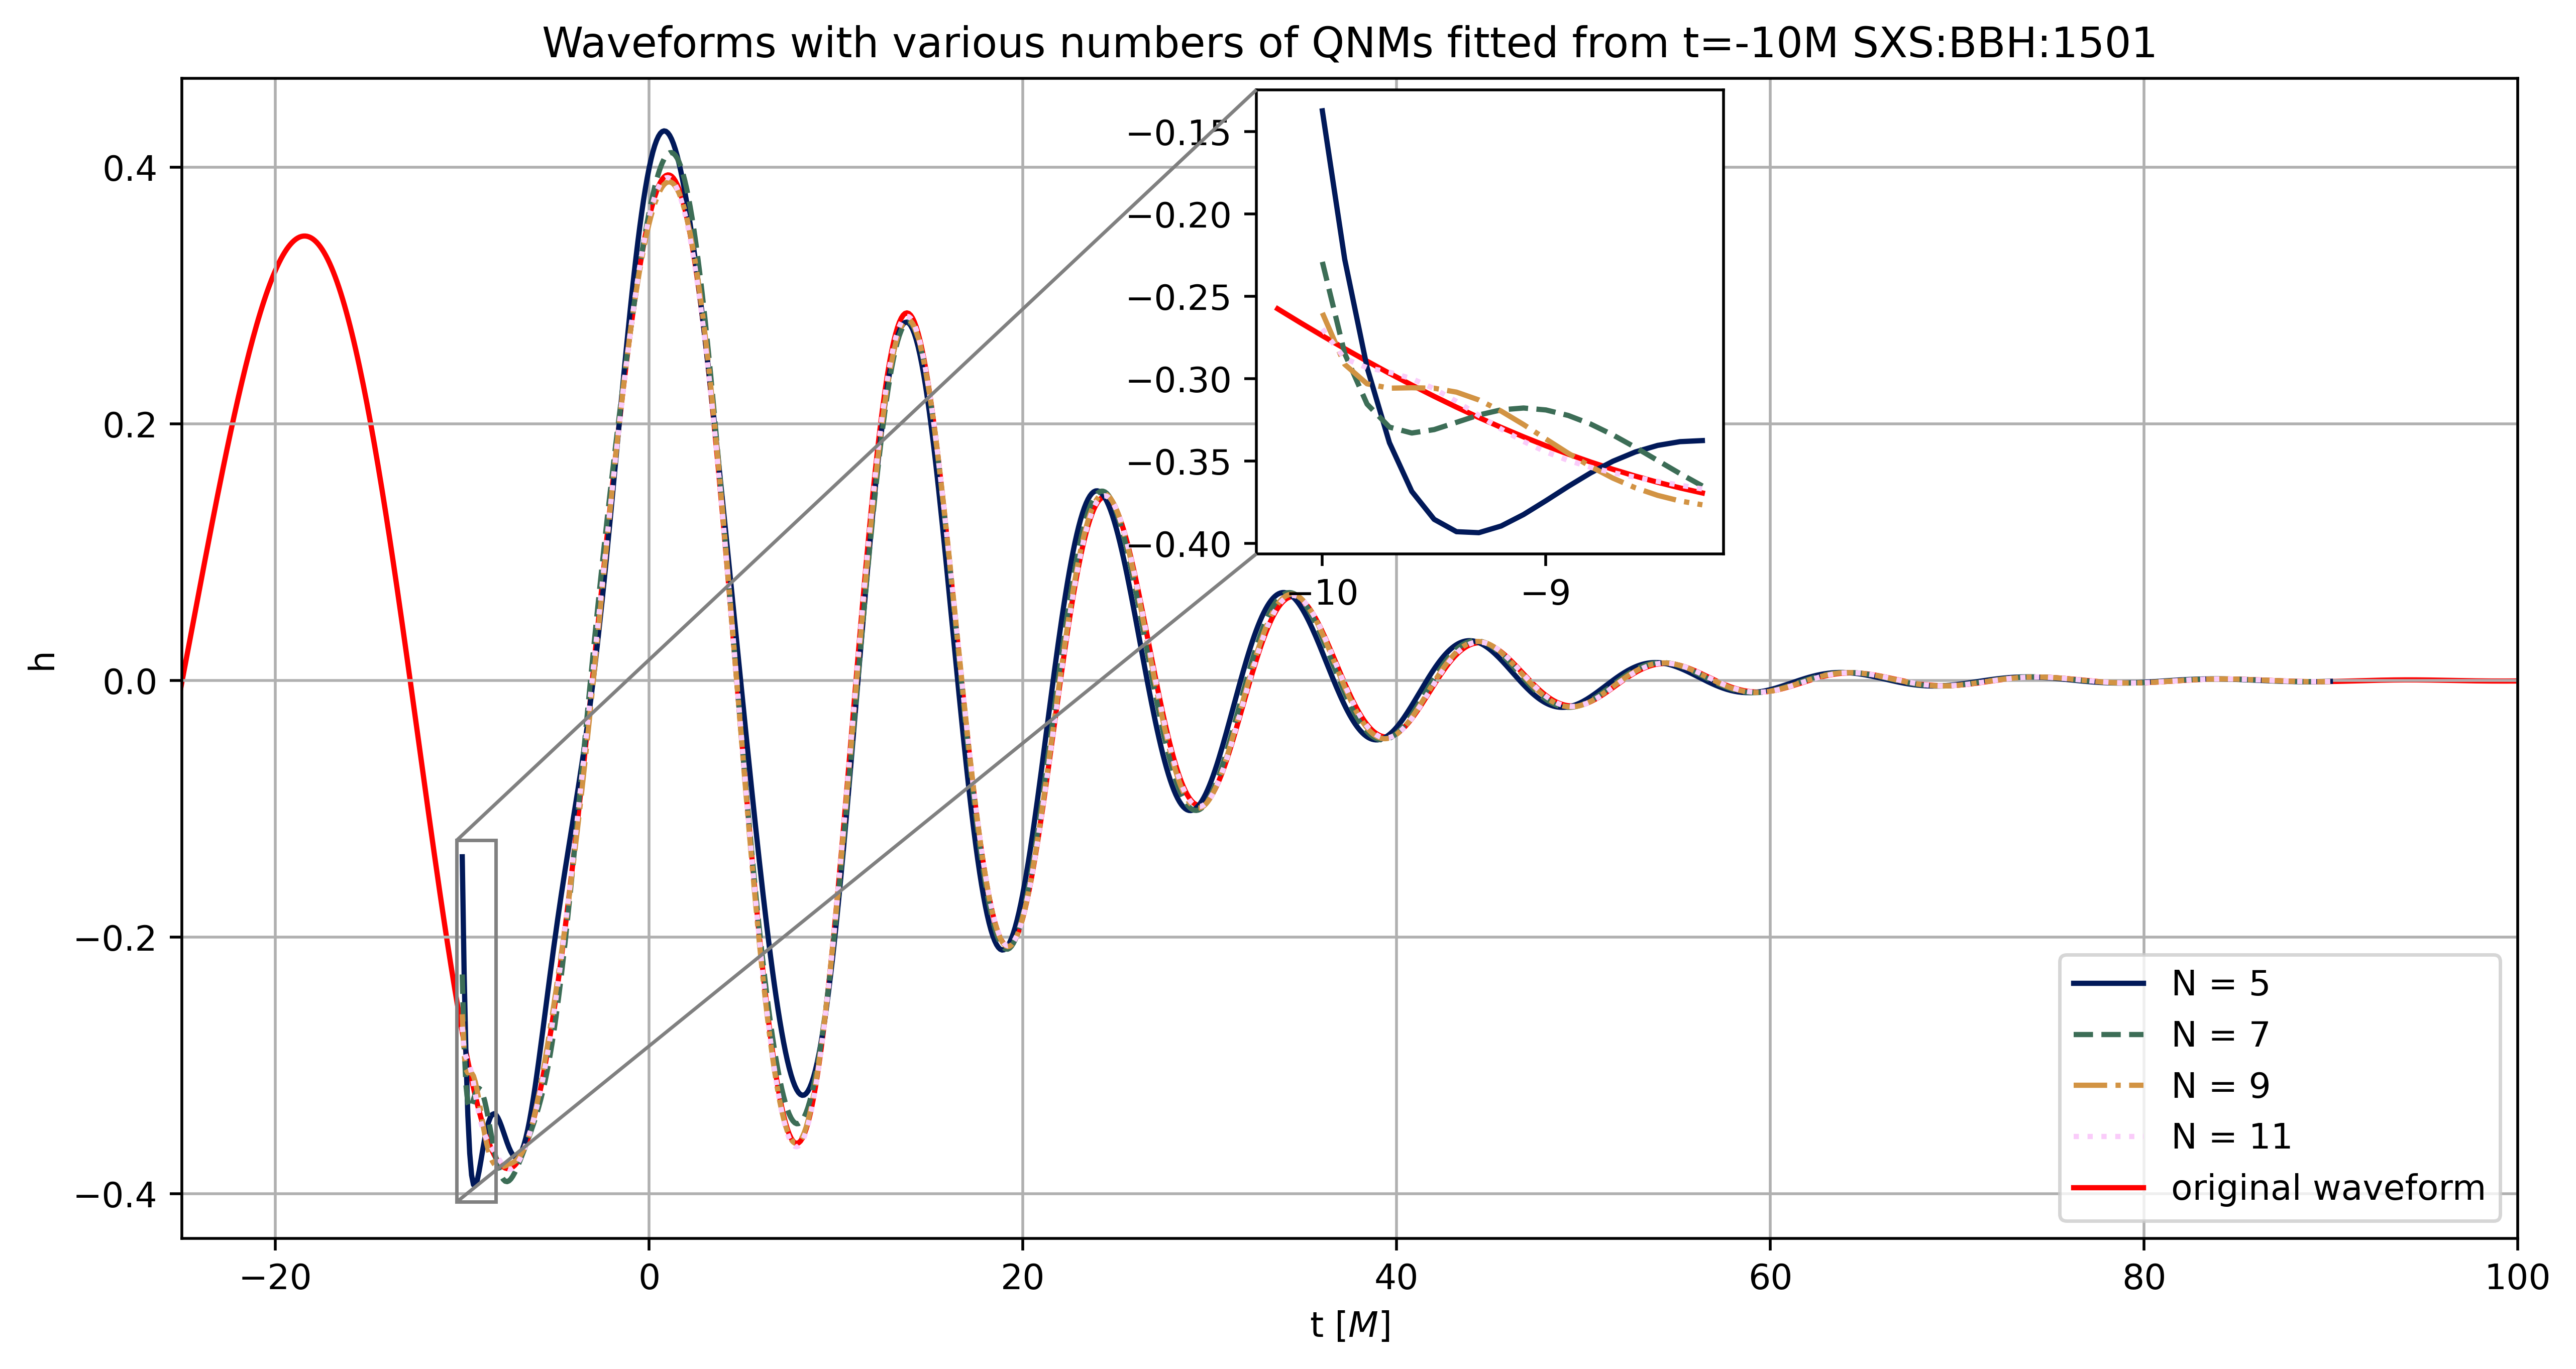 Waveforms with various numbers of QNMs fitted from t=-10M SXS:BBH:1501
h
0.4
0.2
0.0
−0.2
−0.4
−0.15
−0.20
−0.25
−0.30
−0.35
−0.40
−10
−9
N = 5
N = 7
N = 9
N = 11
original waveform
−20
0
20
40
60
80
100
t [M]